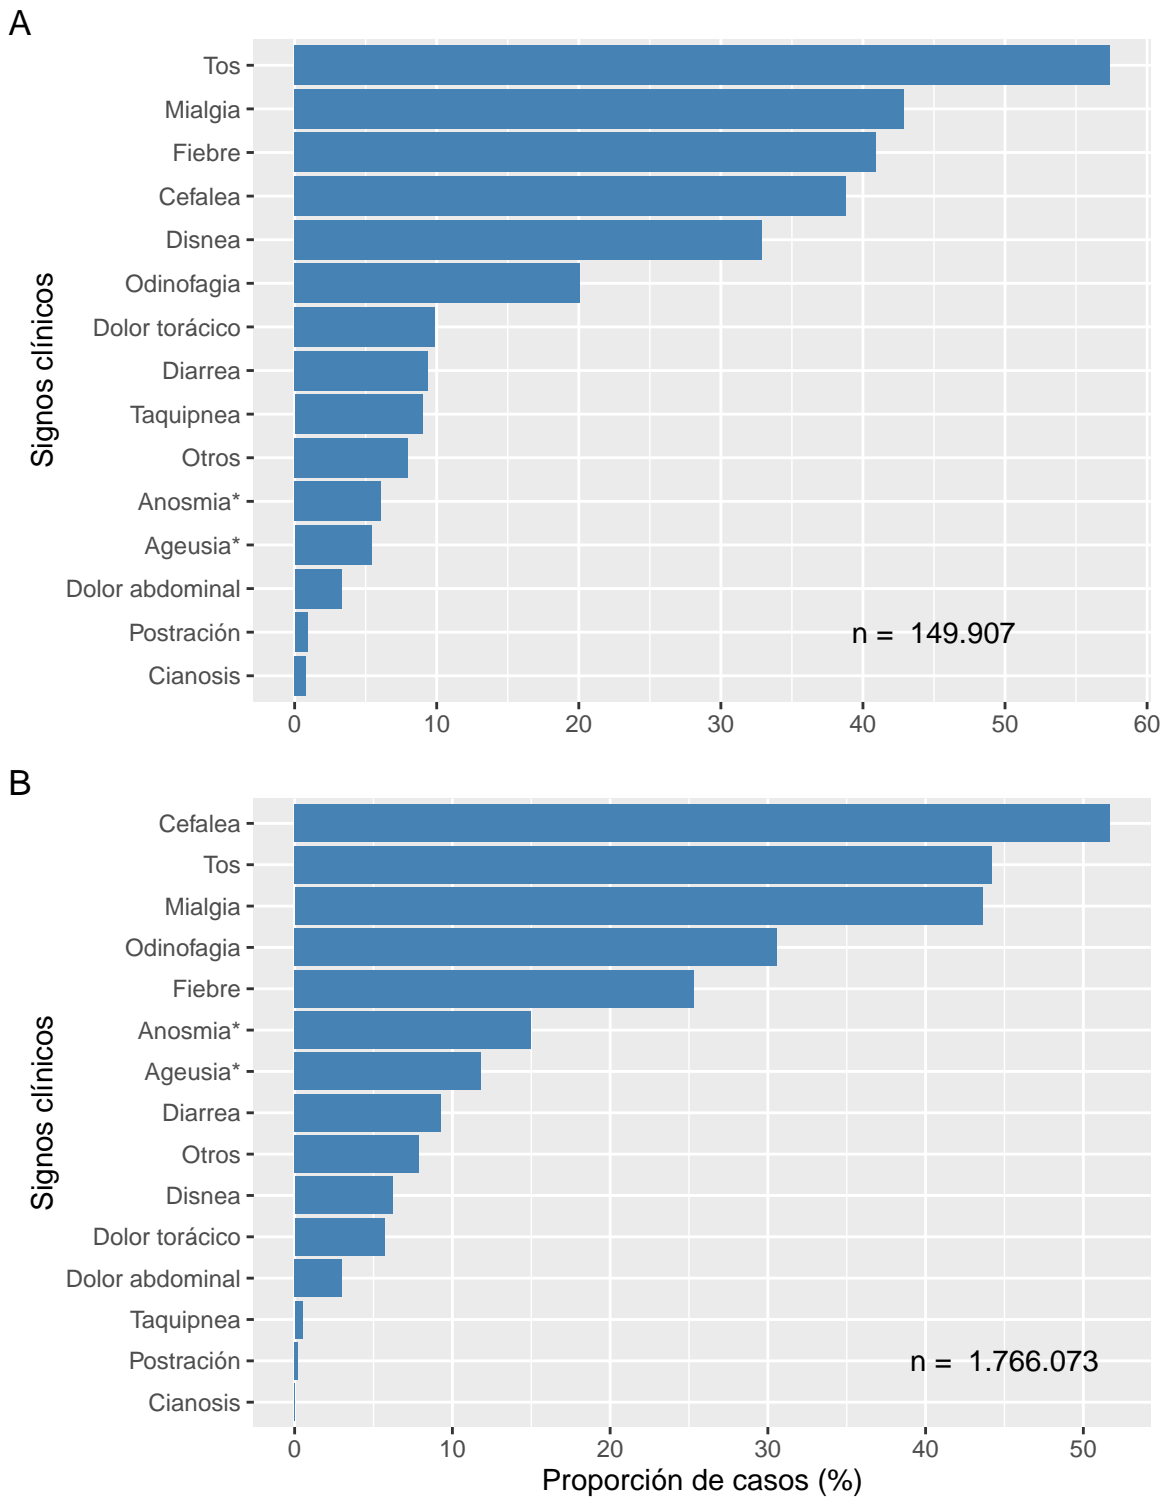 A
Signos clínicos
Tos
Mialgia
Fiebre
Cefalea
Disnea
Odinofagia
Dolor torácico
Diarrea
Taquipnea
Otros
Anosmia*
Ageusia*
Dolor abdominal
Postración
Cianosis
n = 149.907
0 10 20 30 40 50 60
B
Signos clínicos
Cefalea
Tos
Mialgia
Odinofagia
Fiebre
Anosmia*
Ageusia*
Diarrea
Otros
Disnea
Dolor torácico
Dolor abdominal
Taquipnea
Postración
Cianosis
n = 1.766.073
0 10 20 30 40 50
Proporción de casos (%)